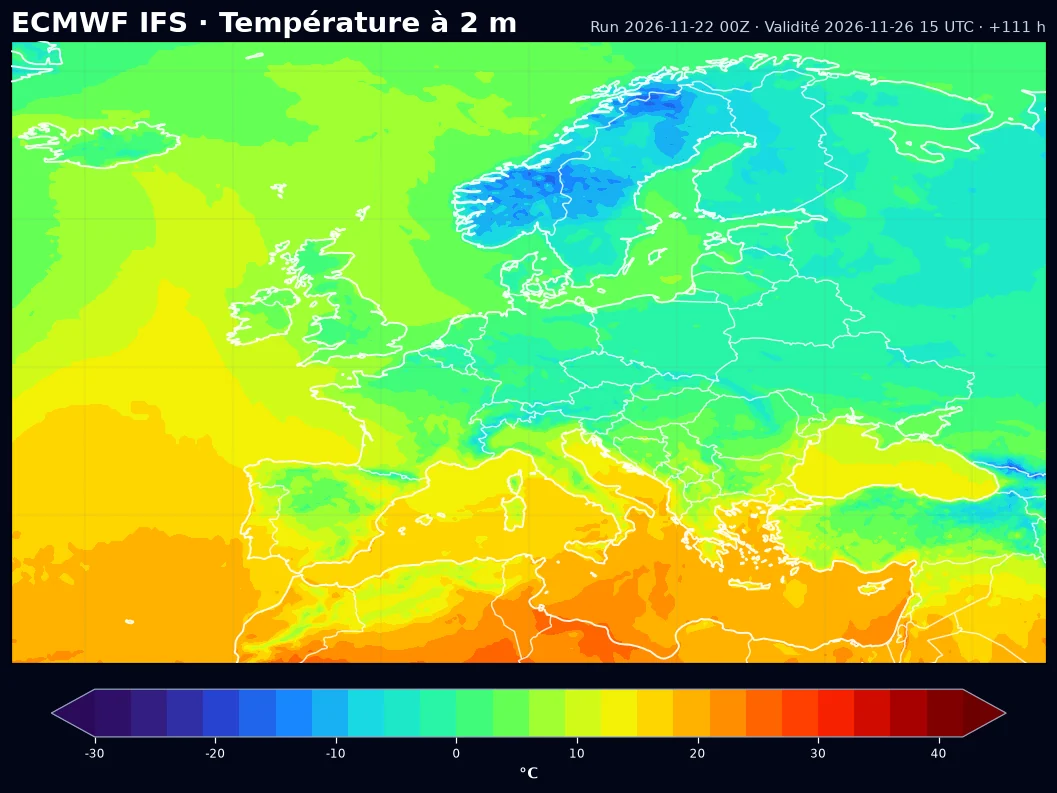 ECMWF IFS · Température à 2 m
Run 2026-11-22 00Z · Validité 2026-11-26 15 UTC · +111 h
-30 -20 -10 0 10 20 30 40
°C